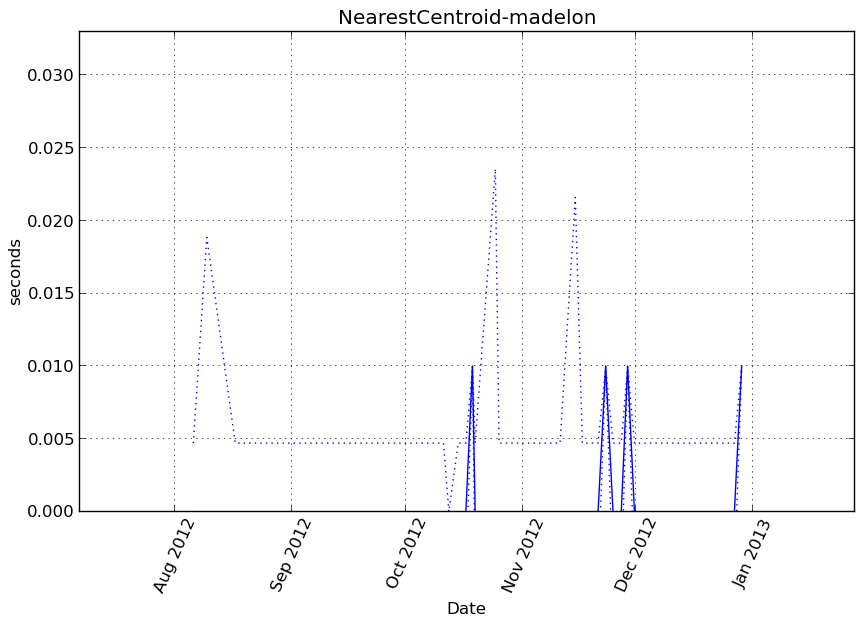 NearestCentroid-madelon
0.030
0.025
0.020
0.015
0.010
0.005
0.000
seconds
Aug 2012
Sep 2012
Oct 2012
Nov 2012
Dec 2012
Jan 2013
Date